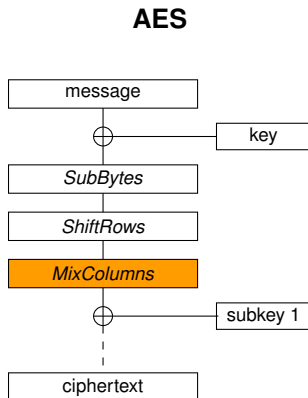 AES
message
key
SubBytes
ShiftRows
MixColumns
subkey 1
ciphertext